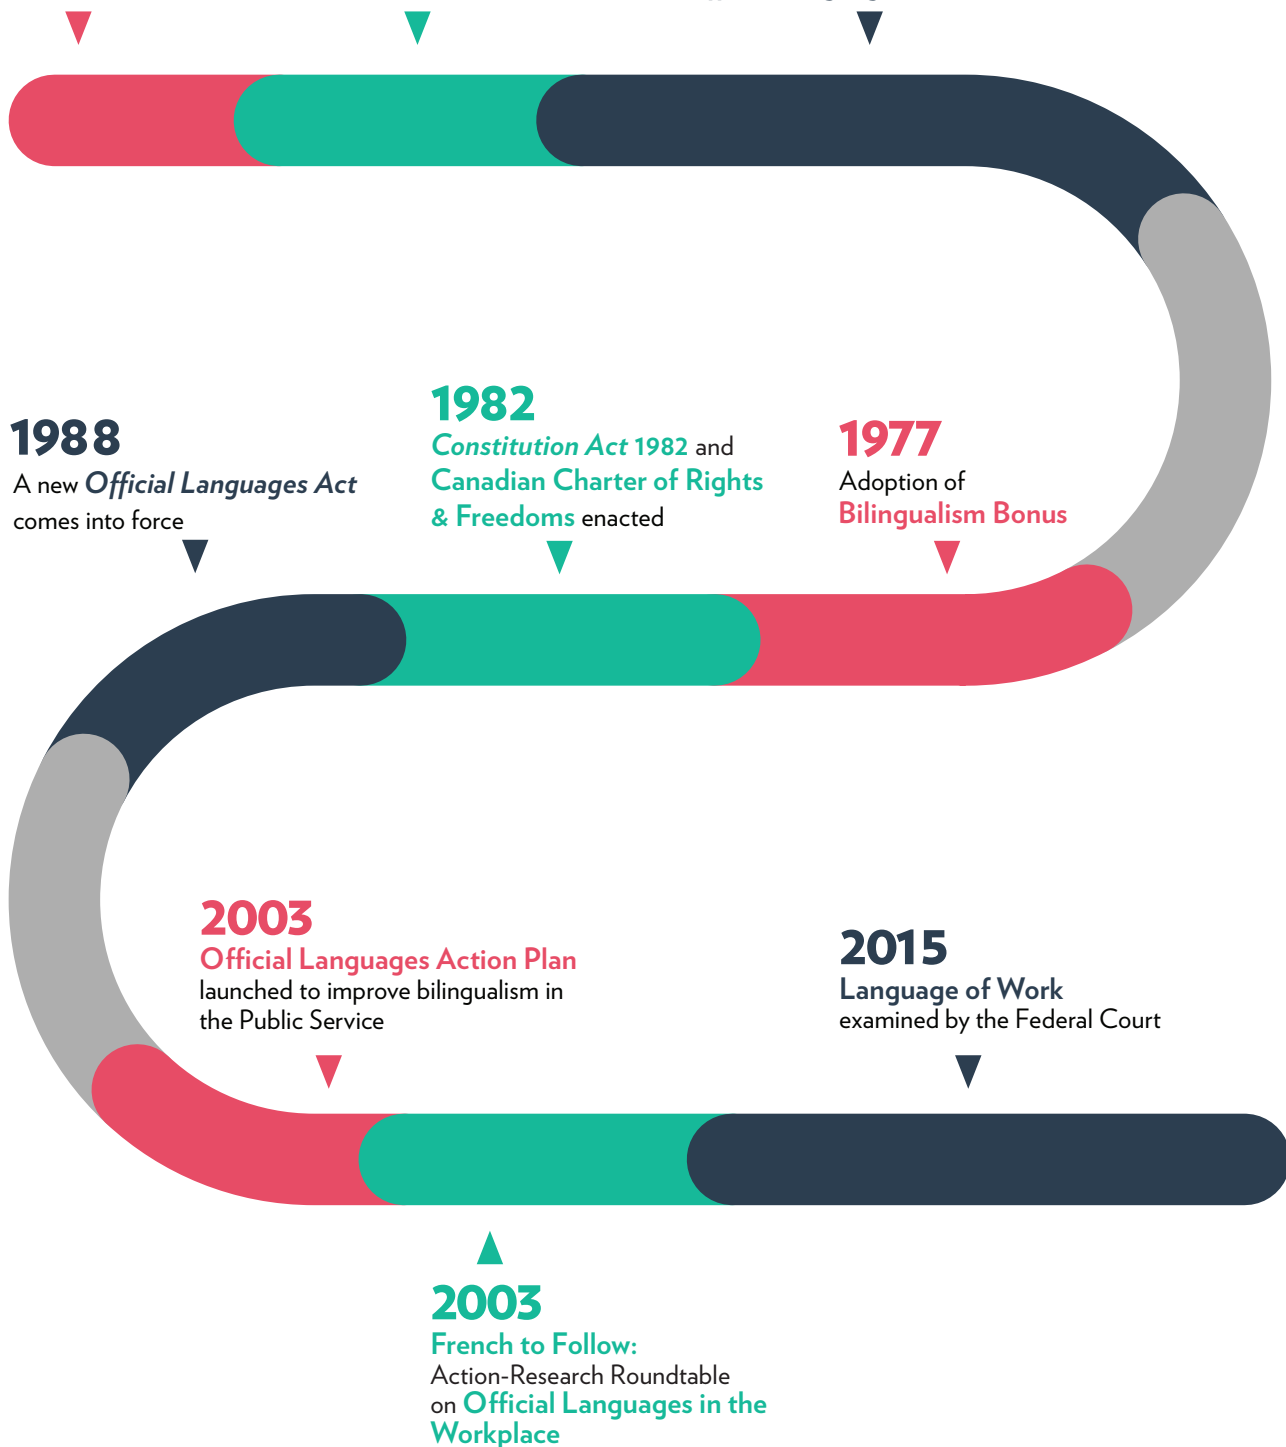 1988
A new Official Languages Act
comes into force
1982
Constitution Act 1982 and
Canadian Charter of Rights
& Freedoms enacted
1977
Adoption of
Bilingualism Bonus
2003
Official Languages Action Plan
launched to improve bilingualism in
the Public Service
2015
Language of Work
examined by the Federal Court
2003
French to Follow:
Action-Research Roundtable
on Official Languages in the
Workplace